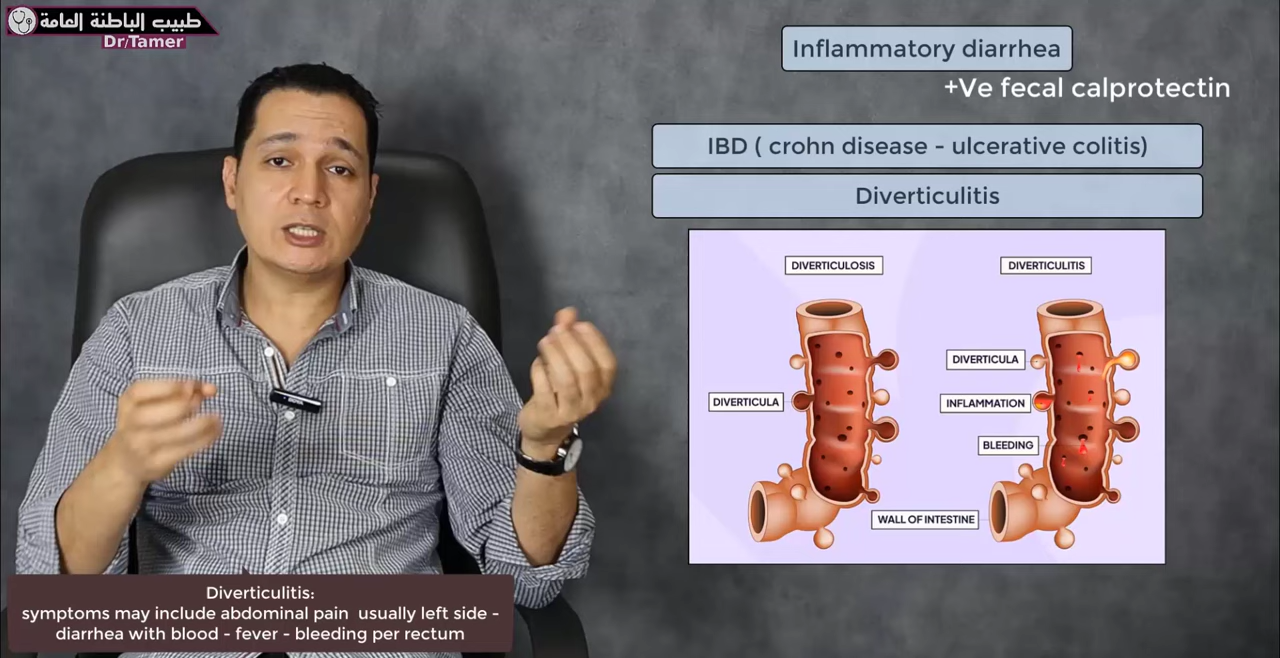 طبيب الباطنة العامة
Dr/Tamer
Inflammatory diarrhea
+Ve fecal calprotectin
IBD ( crohn disease - ulcerative colitis)
Diverticulitis
DIVERTICULOSIS
DIVERTICULITIS
DIVERTICULA
DIVERTICULA
INFLAMMATION
BLEEDING
WALL OF INTESTINE
Diverticulitis:
symptoms may include abdominal pain usually left side -
diarrhea with blood - fever - bleeding per rectum